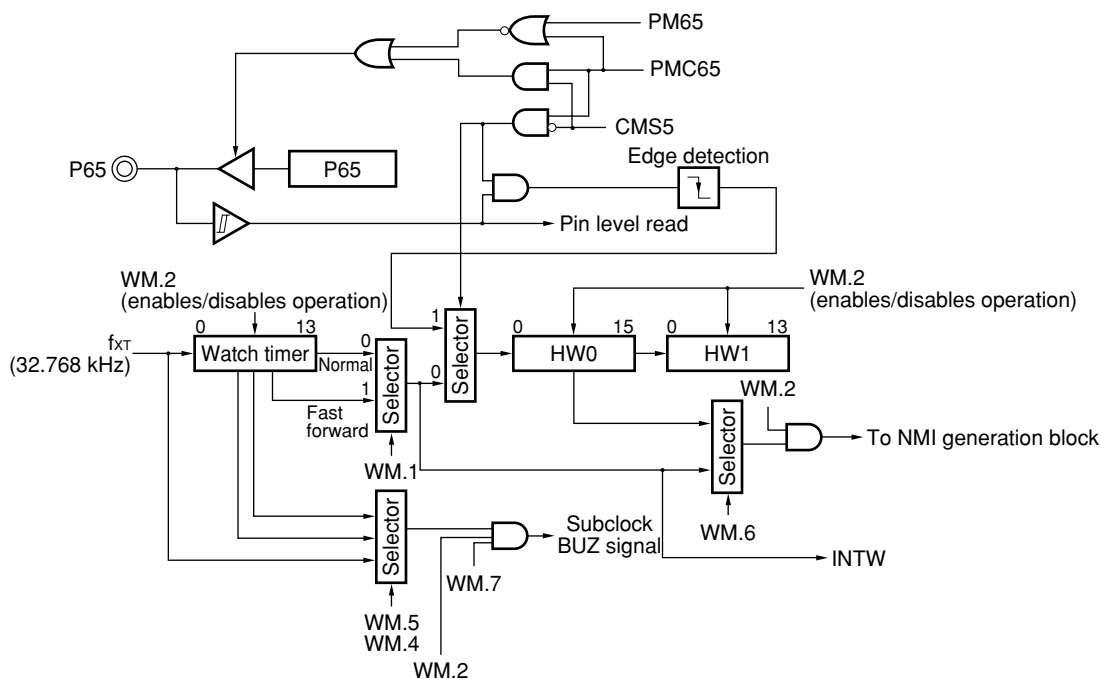 PM65
PMC65
CMS5
Edge detection
P65
P65
Pin level read
WM.2
(enables/disables operation)
WM.2
(enables/disables operation)
0 13
0
1
0 15
0 13
fXT
(32.768 kHz)
Watch timer
Normal
Selector
Selector
HW0
HW1
0
1
Fast
forward
WM.2
Selector
To NMI generation block
WM.1
Selector
Subclock
BUZ signal
WM.6
INTW
WM.7
WM.5
WM.4
WM.2